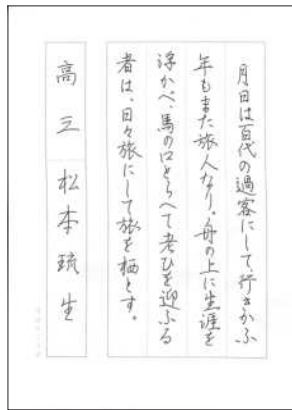 月日は百代の過客にして、行きかふ
年もまた旅人なり。舟の上に生涯を
浮かべ、馬の口とらへて老ひを迎ふる
者は、日々旅にして旅を栖とす。
高三 松本琉生